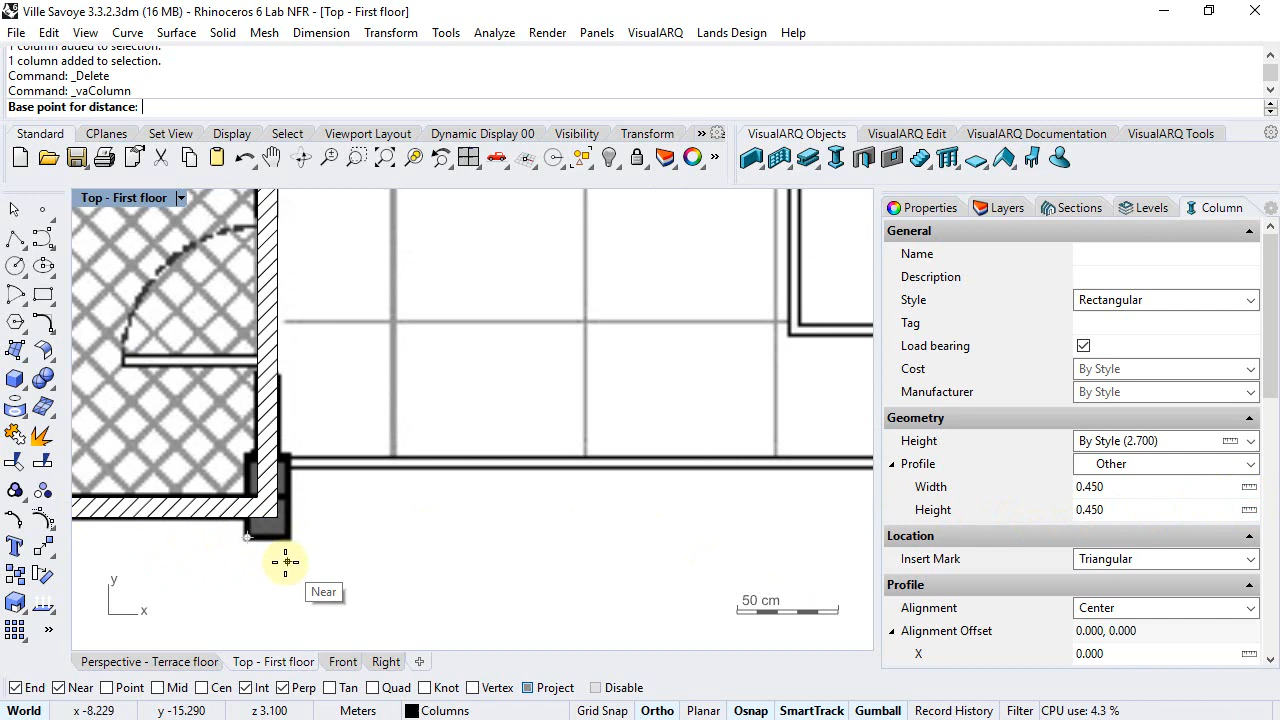 Ville Savoye 3.3.2.3dm (16 MB) - Rhinoceros 6 Lab NFR - [Top - First floor]
File Edit View Curve Surface Solid Mesh Dimension Transform Tools Analyze Render Panels VisualARQ Lands Design Help
1 column added to selection.
1 column added to selection.
Command: _Delete
Command: _vaColumn
Base point for distance:
Standard CPlanes Set View Display Select Viewport Layout Dynamic Display 00 Visibility Transform »
VisualARQ Objects VisualARQ Edit VisualARQ Documentation VisualARQ Tools
Top - First floor
Properties Layers Sections Levels Column
General
Name
Description
Style Rectangular
Tag
Load bearing
Cost By Style
Manufacturer By Style
Geometry
Height By Style (2.700)
Profile Other
Width 0.450
Height 0.450
Location
Insert Mark Triangular
Profile
Alignment Center
Alignment Offset 0.000, 0.000
X 0.000
Near
y
x
50 cm
Perspective - Terrace floor Top - First floor Front Right
End Near Point Mid Cen Int Perp Tan Quad Knot Vertex Project Disable
World x -8.229 y -15.290 z 3.100 Meters Columns Grid Snap Ortho Planar Osnap SmartTrack Gumball Record History Filter CPU use: 4.3 %